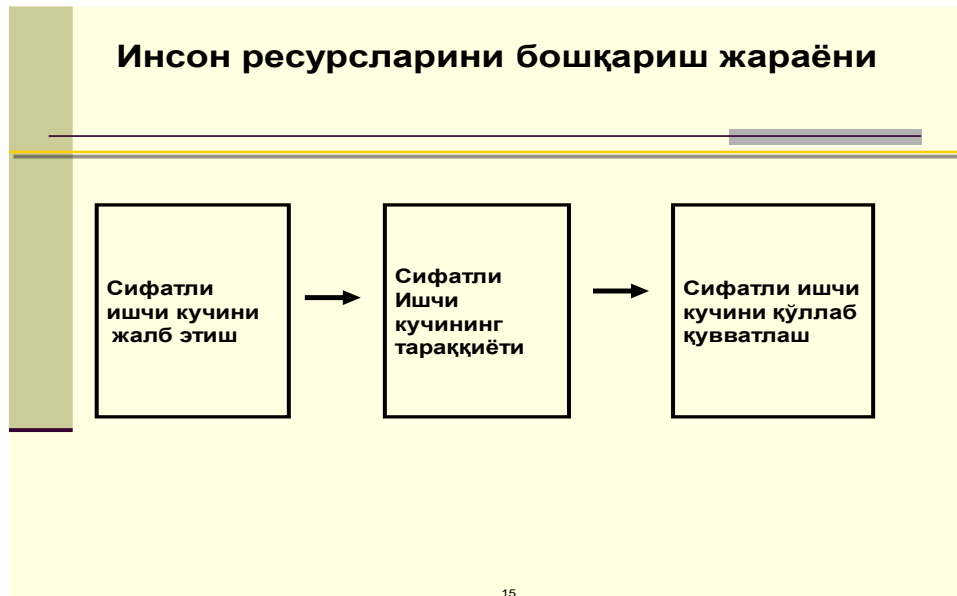 Инсон ресурсларини бошқариш жараёни
Сифатли
ишчи кучини
жалб этиш
Сифатли
Ишчи
кучининг
тараққиёти
Сифатли ишчи
кучини қўллаб
қувватлаш
15